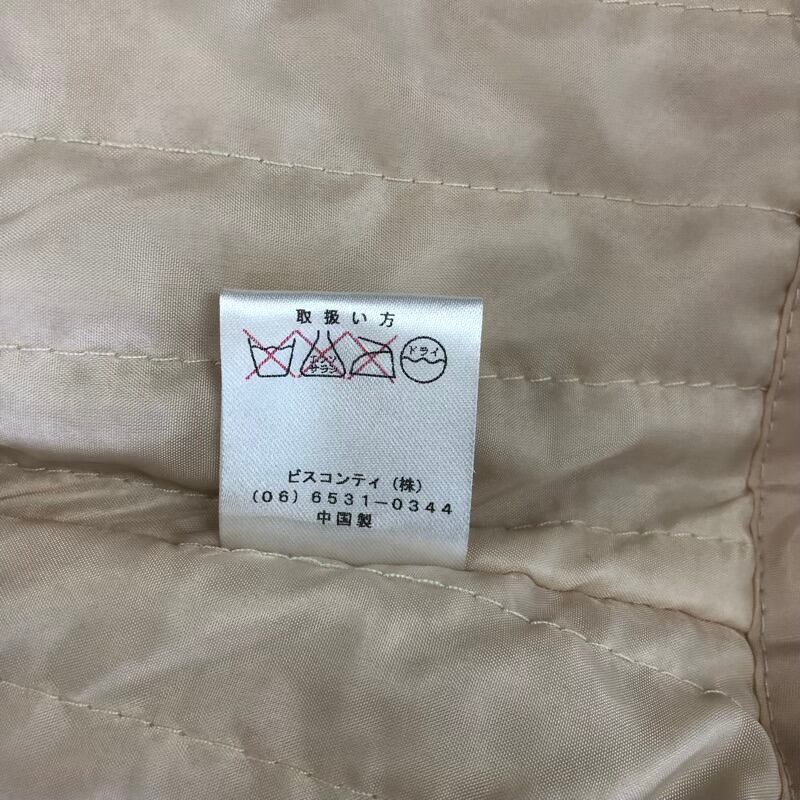 取扱い方
エンソ
サラシ
ドライ
ビスコンティ（株）
（06）6531－0344
中国製